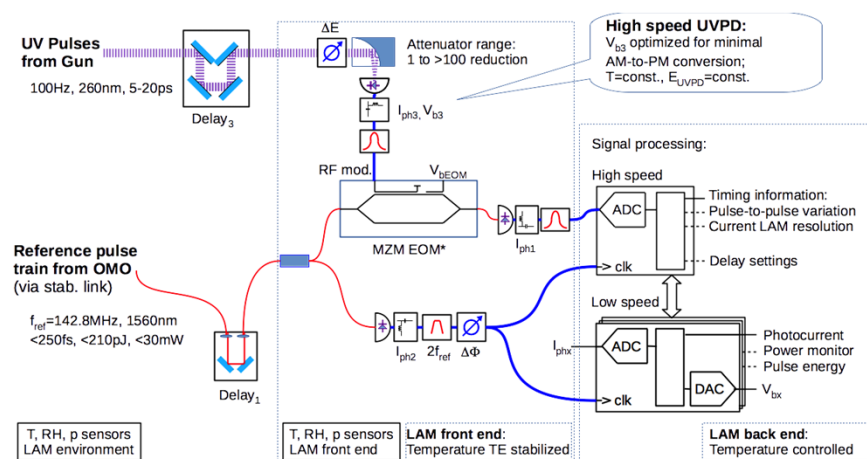 UV Pulses
from Gun
100Hz, 260nm, 5-20ps
Delay3
ΔE
Attenuator range:
1 to >100 reduction
High speed UVPD:
Vb3 optimized for minimal
AM-to-PM conversion;
T=const., EUVPD=const.
Iph3, Vb3
RF mod.
VbEOM
MZM EOM*
Iph1
Reference pulse
train from OMO
(via stab. link)
fref=142.8MHz, 1560nm
<250fs, <210pJ, <30mW
Delay1
Iph2
2fref
ΔΦ
Signal processing:
High speed
ADC
clk
Timing information:
Pulse-to-pulse variation
Current LAM resolution
Delay settings
Low speed
Iphx
ADC
clk
DAC
Photocurrent
Power monitor
Pulse energy
Vbx
T, RH, p sensors
LAM environment
T, RH, p sensors
LAM front end
LAM front end:
Temperature TE stabilized
LAM back end:
Temperature controlled